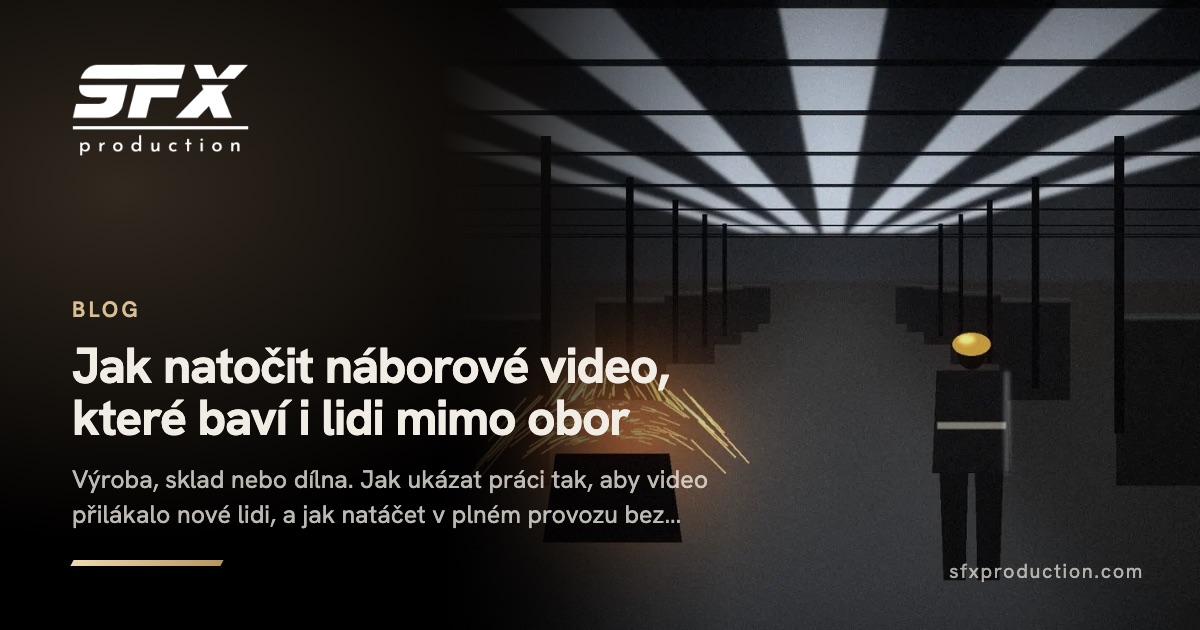 SFX
production
BLOG
Jak natočit náborové video,
které baví i lidi mimo obor
Výroba, sklad nebo dílna. Jak ukázat práci tak, aby video
přilákalo nové lidi, a jak natáčet v plném provozu bez...
sfxproduction.com